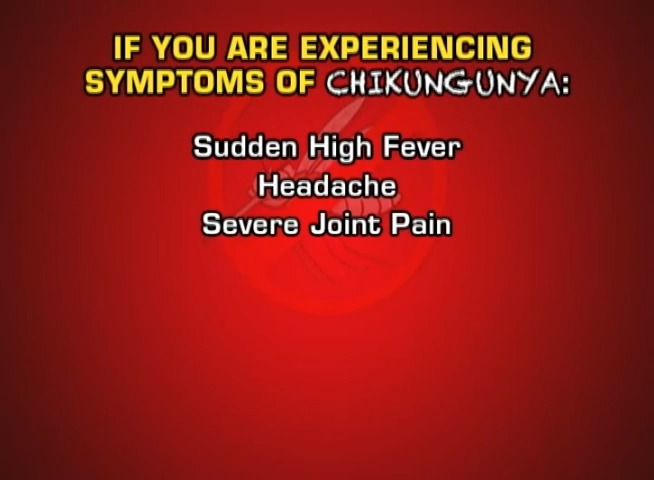 IF YOU ARE EXPERIENCING
SYMPTOMS OF CHIKUNGUNYA:
Sudden High Fever
Headache
Severe Joint Pain